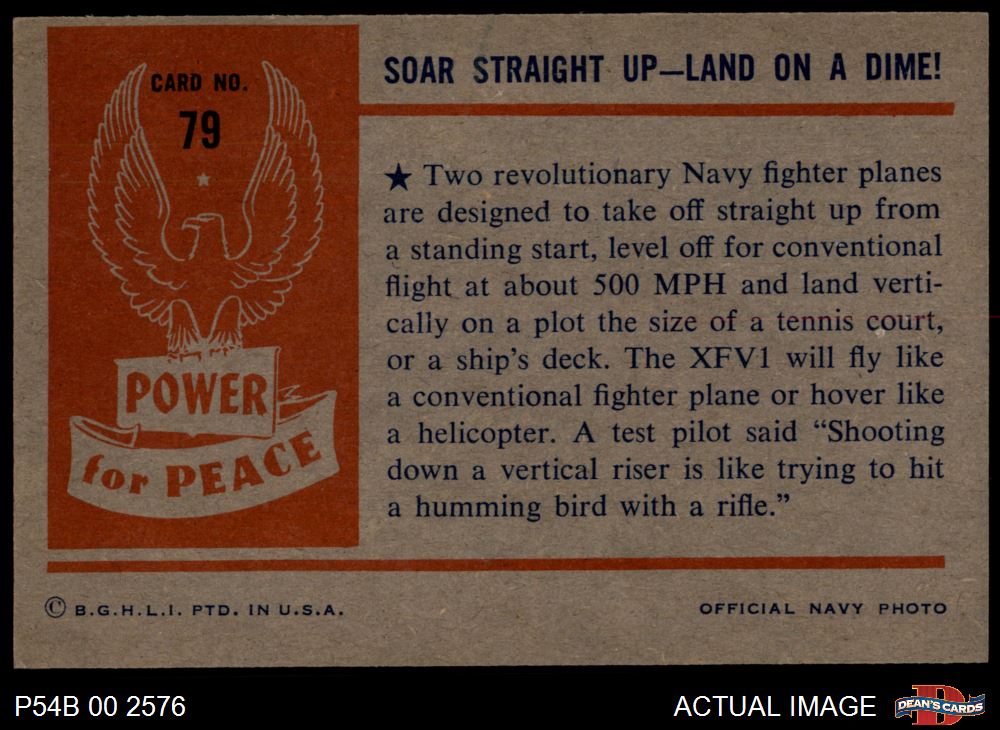 CARD NO.
79
POWER
for PEACE
SOAR STRAIGHT UP—LAND ON A DIME!
★ Two revolutionary Navy fighter planes
are designed to take off straight up from
a standing start, level off for conventional
flight at about 500 MPH and land verti-
cally on a plot the size of a tennis court,
or a ship's deck. The XFV1 will fly like
a conventional fighter plane or hover like
a helicopter. A test pilot said “Shooting
down a vertical riser is like trying to hit
a humming bird with a rifle.”
© B.G.H.L.I. PTD. IN U.S.A.
OFFICIAL NAVY PHOTO
P54B 00 2576
ACTUAL IMAGE
D
DEAN'S CARDS